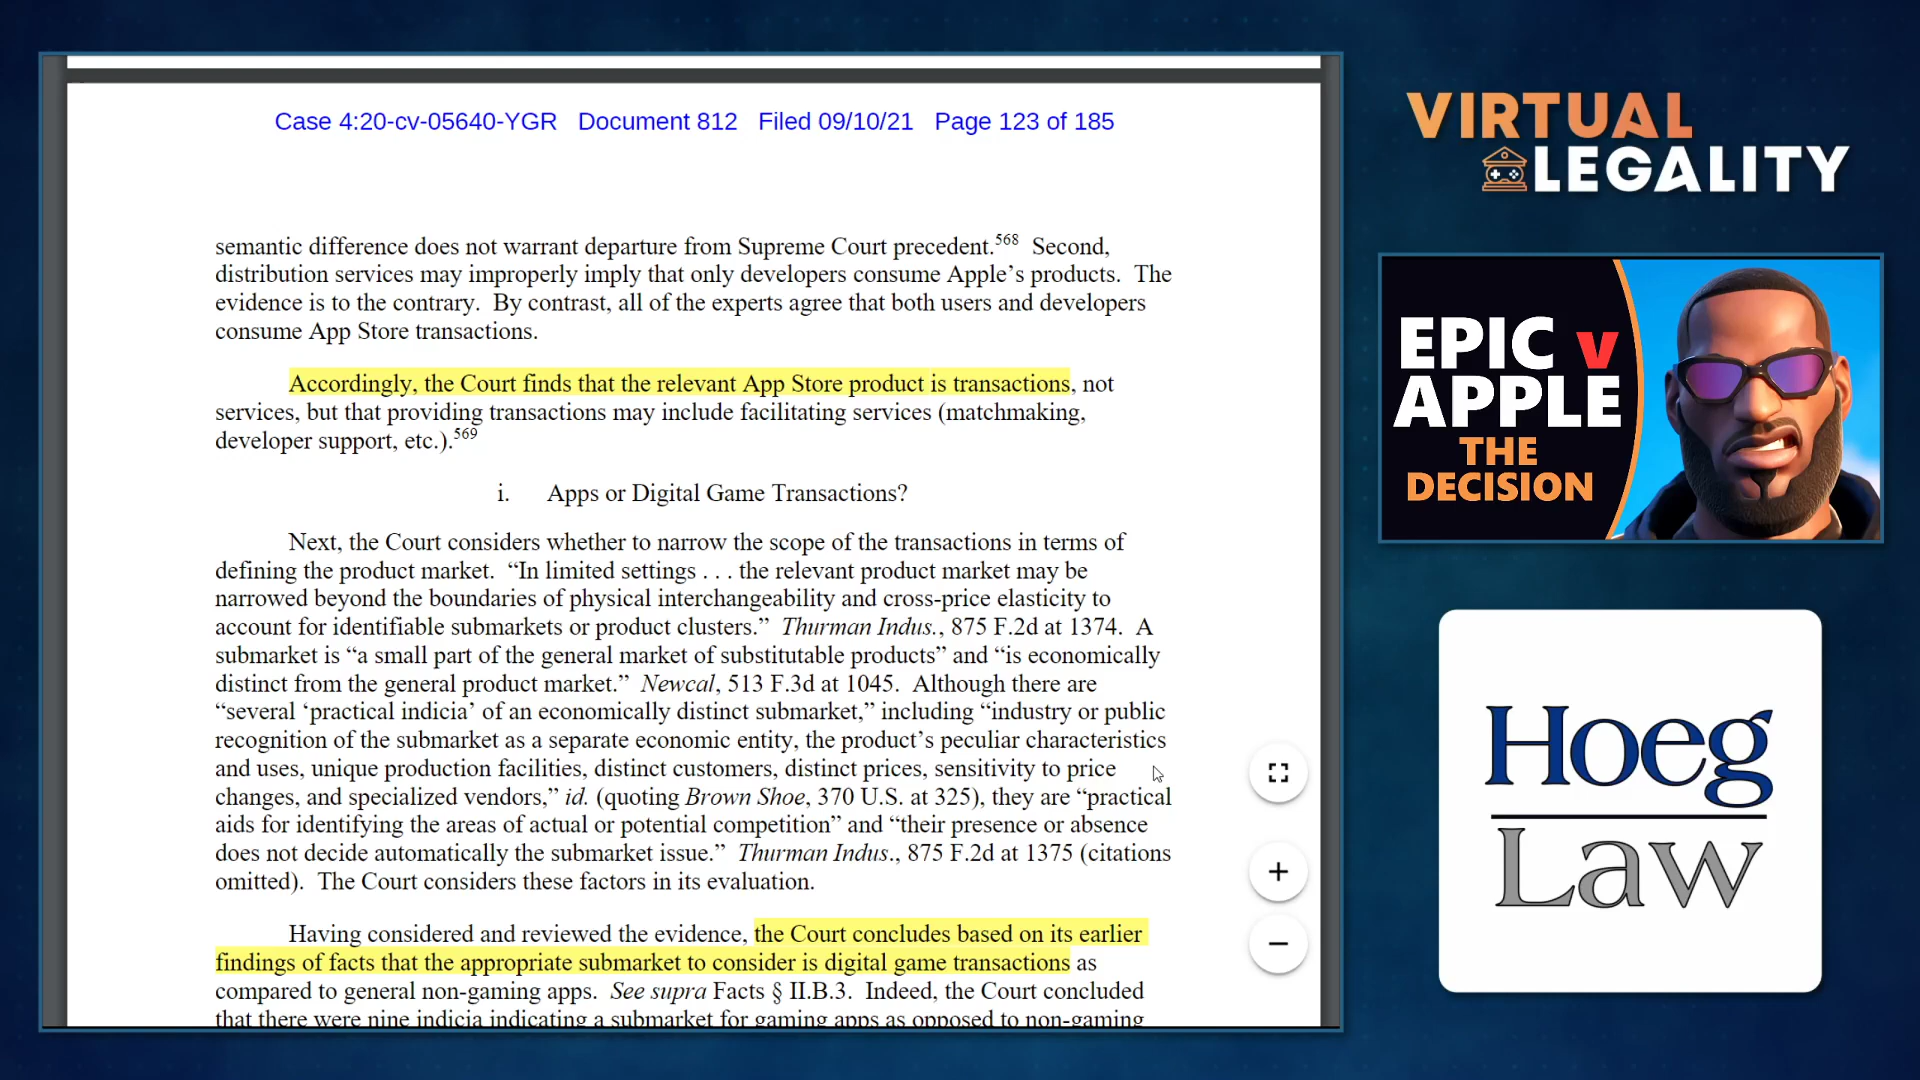 Case 4:20-cv-05640-YGR Document 812 Filed 09/10/21 Page 123 of 185
semantic difference does not warrant departure from Supreme Court precedent.568 Second,
distribution services may improperly imply that only developers consume Apple’s products. The
evidence is to the contrary. By contrast, all of the experts agree that both users and developers
consume App Store transactions.
Accordingly, the Court finds that the relevant App Store product is transactions, not
services, but that providing transactions may include facilitating services (matchmaking,
developer support, etc.).569
i. Apps or Digital Game Transactions?
Next, the Court considers whether to narrow the scope of the transactions in terms of
defining the product market. “In limited settings . . . the relevant product market may be
narrowed beyond the boundaries of physical interchangeability and cross-price elasticity to
account for identifiable submarkets or product clusters.” Thurman Indus., 875 F.2d at 1374. A
submarket is “a small part of the general market of substitutable products” and “is economically
distinct from the general product market.” Newcal, 513 F.3d at 1045. Although there are
“several ‘practical indicia’ of an economically distinct submarket,” including “industry or public
recognition of the submarket as a separate economic entity, the product’s peculiar characteristics
and uses, unique production facilities, distinct customers, distinct prices, sensitivity to price
changes, and specialized vendors,” id. (quoting Brown Shoe, 370 U.S. at 325), they are “practical
aids for identifying the areas of actual or potential competition” and “their presence or absence
does not decide automatically the submarket issue.” Thurman Indus., 875 F.2d at 1375 (citations
omitted). The Court considers these factors in its evaluation.
Having considered and reviewed the evidence, the Court concludes based on its earlier
findings of facts that the appropriate submarket to consider is digital game transactions as
compared to general non-gaming apps. See supra Facts § II.B.3. Indeed, the Court concluded
that there were nine indicia indicating a submarket for gaming apps as opposed to non-gaming
VIRTUAL
LEGALITY
EPIC v
APPLE
THE
DECISION
Hoeg
Law